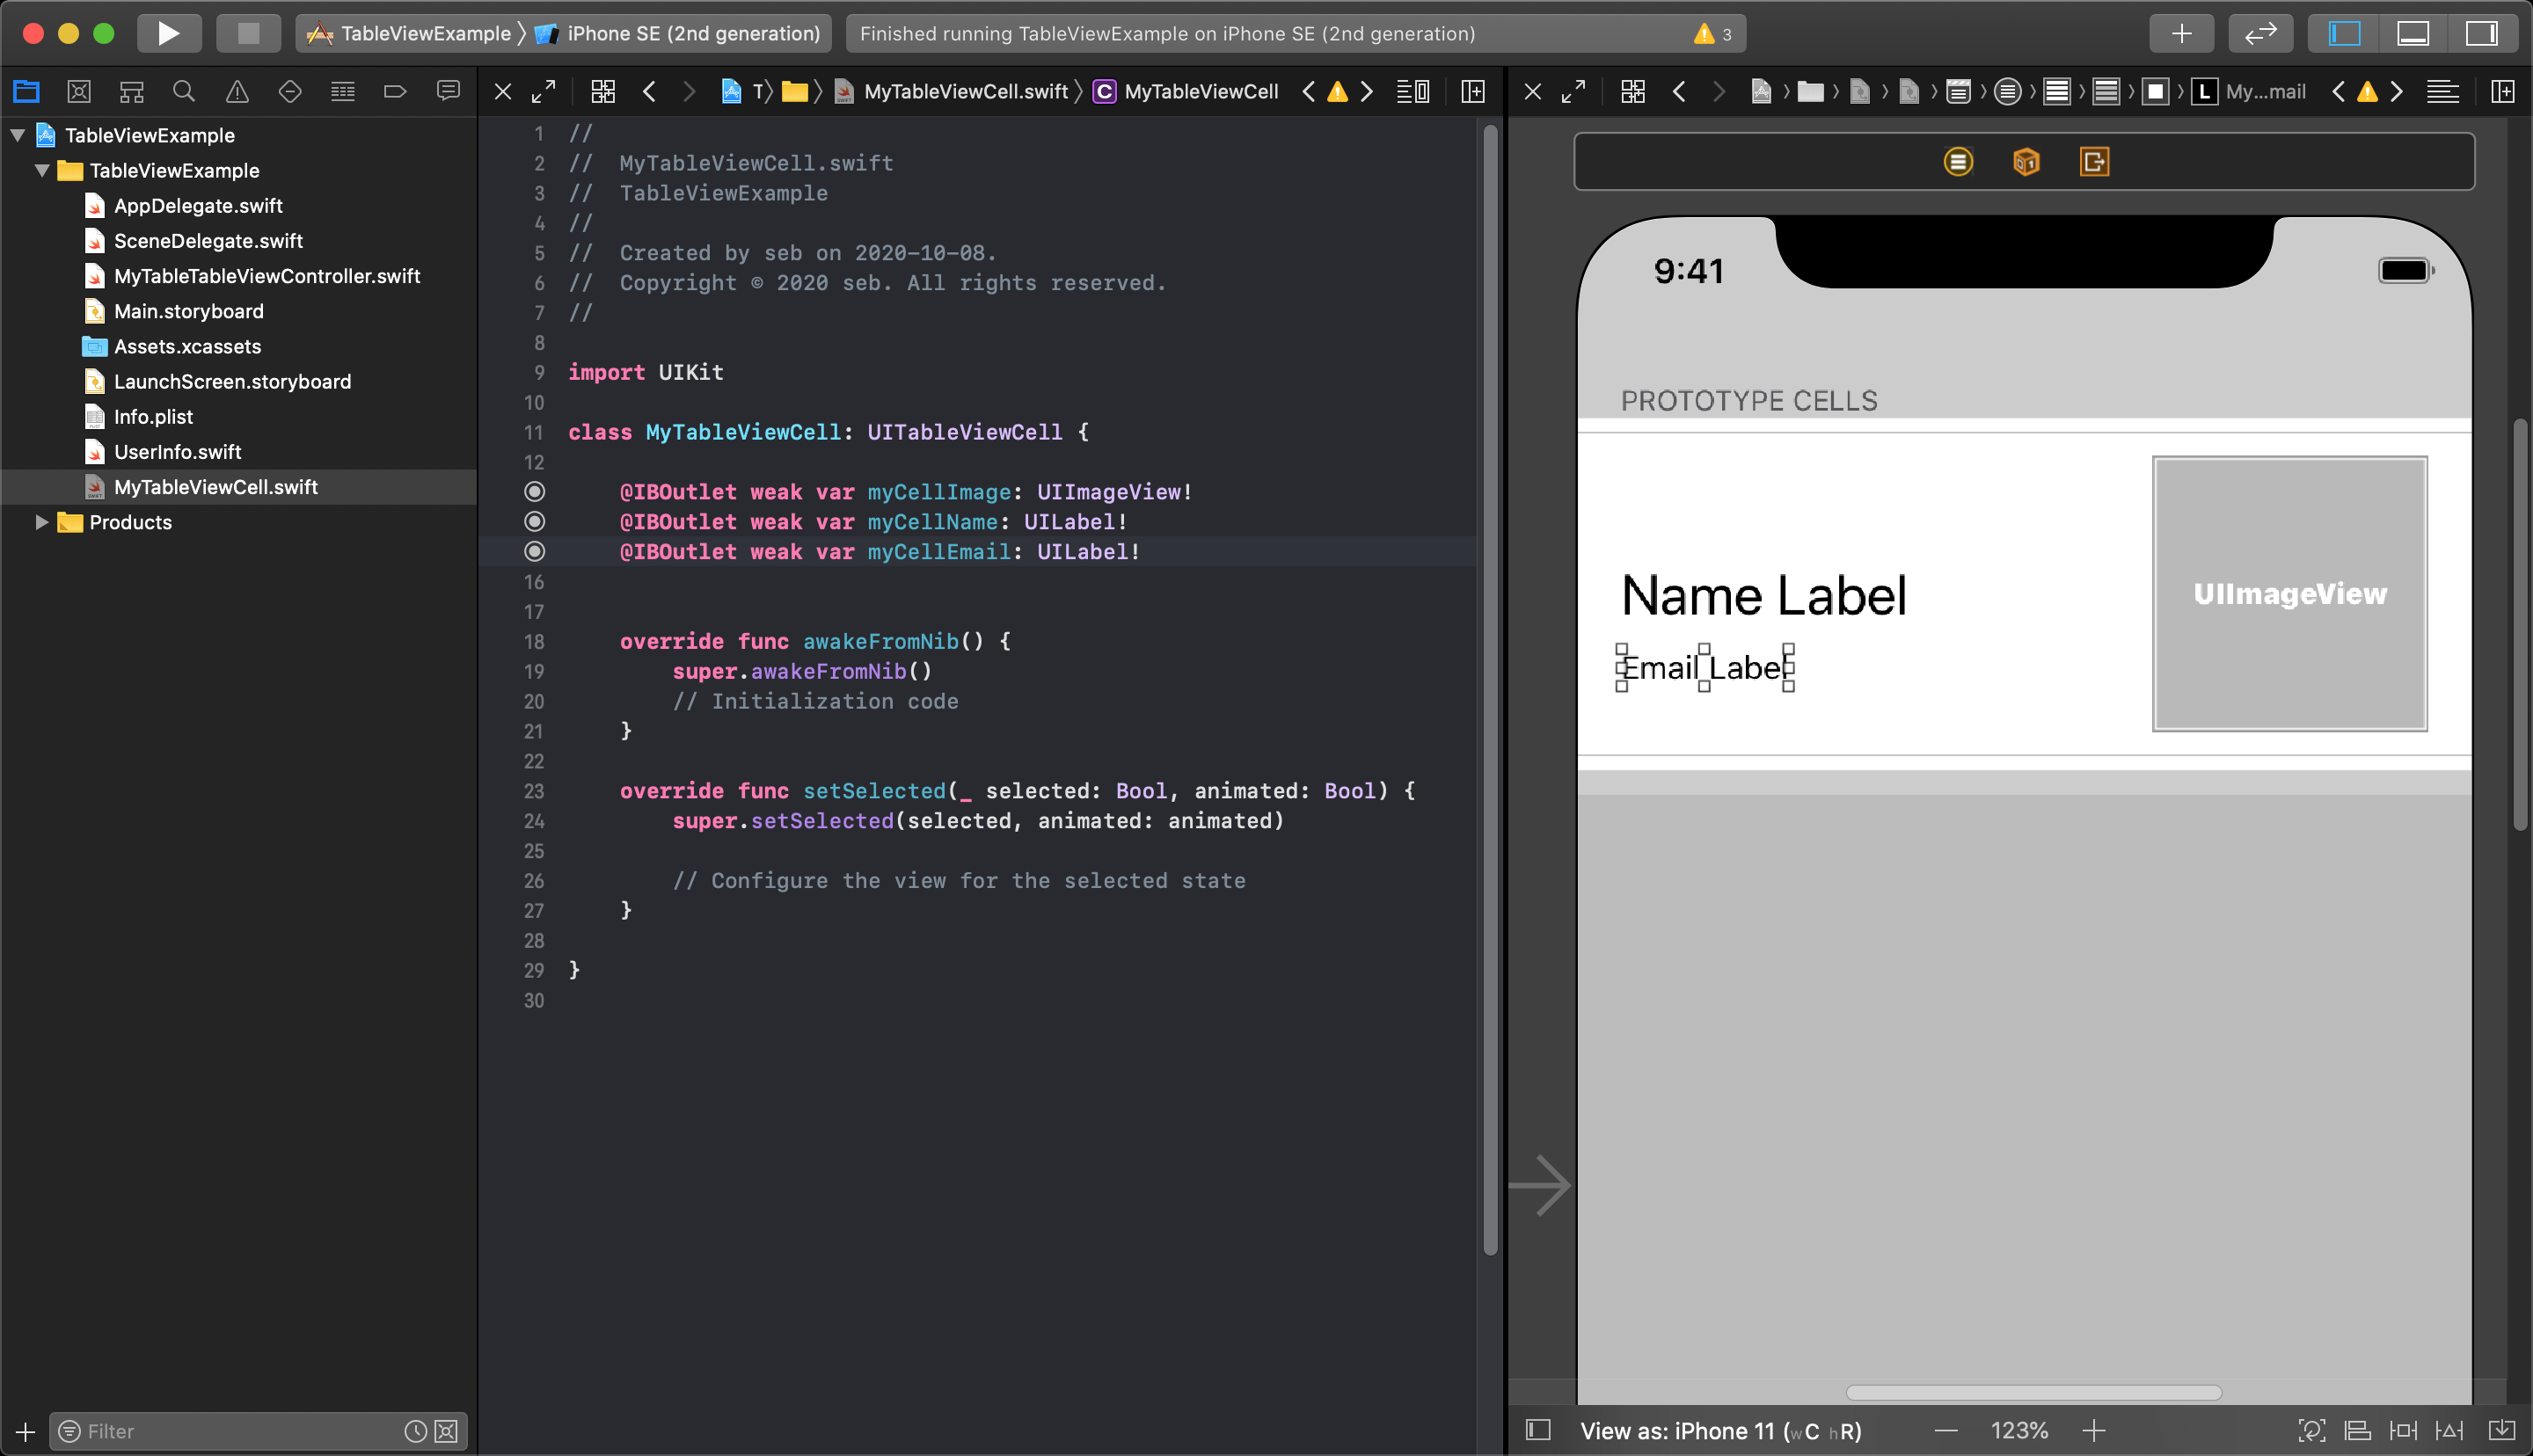 TableViewExample 〉 iPhone SE (2nd generation)
Finished running TableViewExample on iPhone SE (2nd generation)
3
T 〉 〉 MyTableViewCell.swift 〉 C MyTableViewCell
L My...mail
TableViewExample
TableViewExample
AppDelegate.swift
SceneDelegate.swift
MyTableTableViewController.swift
Main.storyboard
Assets.xcassets
LaunchScreen.storyboard
Info.plist
UserInfo.swift
MyTableViewCell.swift
Products
Filter
1 //
2 //  MyTableViewCell.swift
3 //  TableViewExample
4 //
5 //  Created by seb on 2020-10-08.
6 //  Copyright © 2020 seb. All rights reserved.
7 //
8
9 import UIKit
10
11 class MyTableViewCell: UITableViewCell {
12
    @IBOutlet weak var myCellImage: UIImageView!
    @IBOutlet weak var myCellName: UILabel!
    @IBOutlet weak var myCellEmail: UILabel!
16
17
18     override func awakeFromNib() {
19         super.awakeFromNib()
20         // Initialization code
21     }
22
23     override func setSelected(_ selected: Bool, animated: Bool) {
24         super.setSelected(selected, animated: animated)
25
26         // Configure the view for the selected state
27     }
28
29 }
30
9:41
PROTOTYPE CELLS
Name Label
Email Label
UIImageView
View as: iPhone 11 (wC hR)
— 123% +